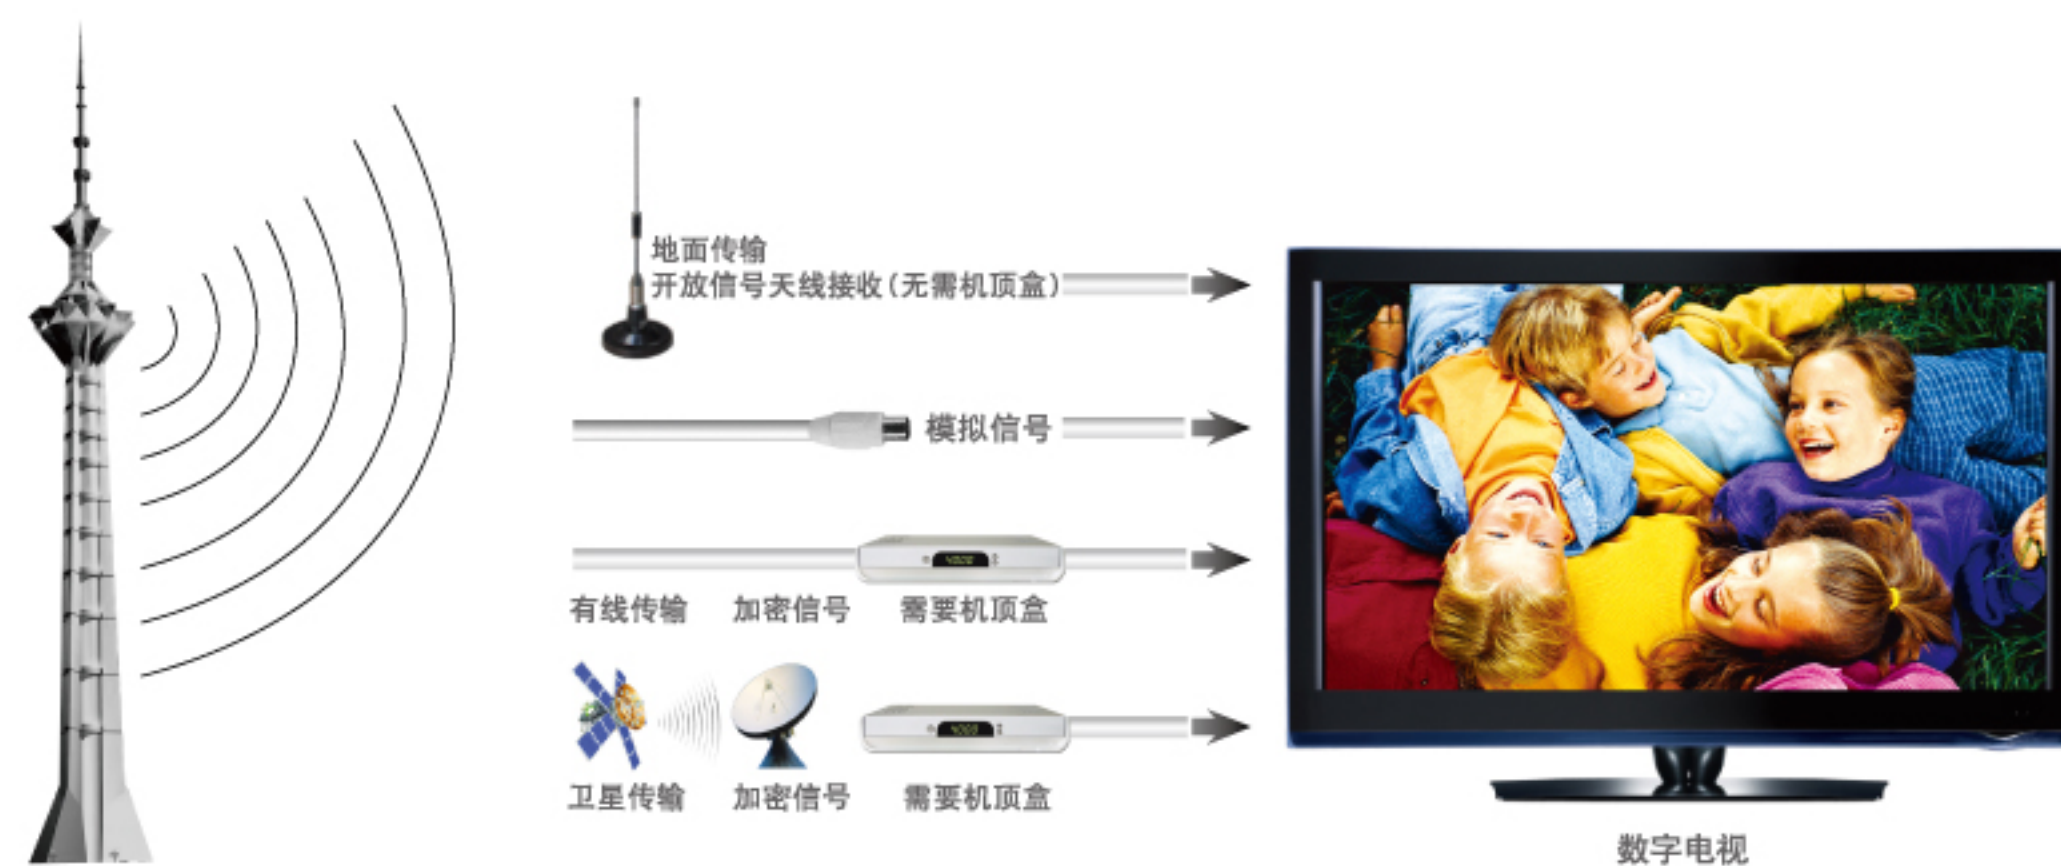 地面传输
开放信号天线接收(无需机顶盒)
模拟信号
有线传输 加密信号 需要机顶盒
卫星传输 加密信号 需要机顶盒
数字电视